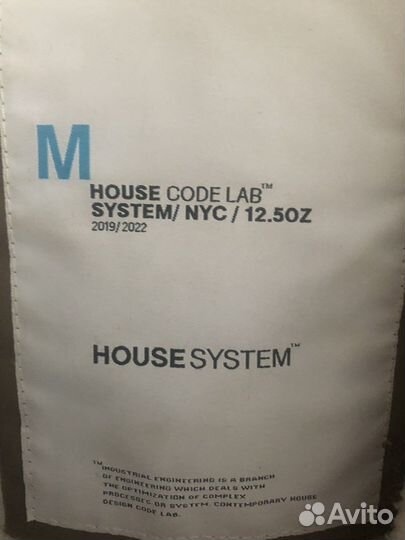 M
HOUSE CODE LAB™
SYSTEM/ NYC / 12.5OZ
2019/2022
HOUSE SYSTEM™
™INDUSTRIAL ENGINEERING IS A BRANCH
OF ENGINEERING WHICH DEALS WITH
THE OPTIMIZATION OF COMPLEX
PROCESSES OR SYSTEM. CONTEMPORARY HOUSE
DESIGN CODE LAB.
Avito